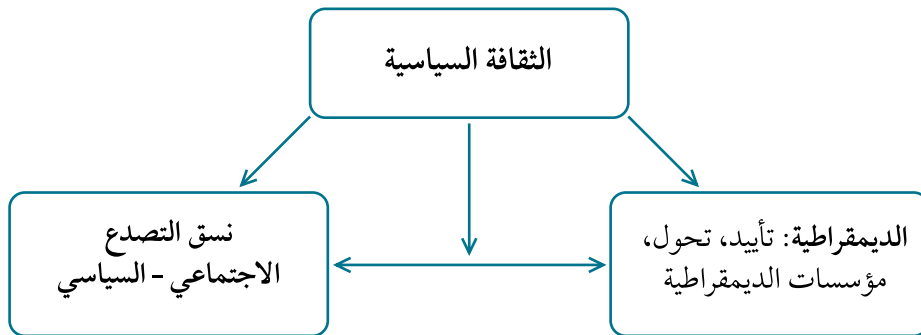 الثقافة السياسية
الديمقراطية: تأييد، تحول،
مؤسسات الديمقراطية
نسق التصدع
الاجتماعي - السياسي